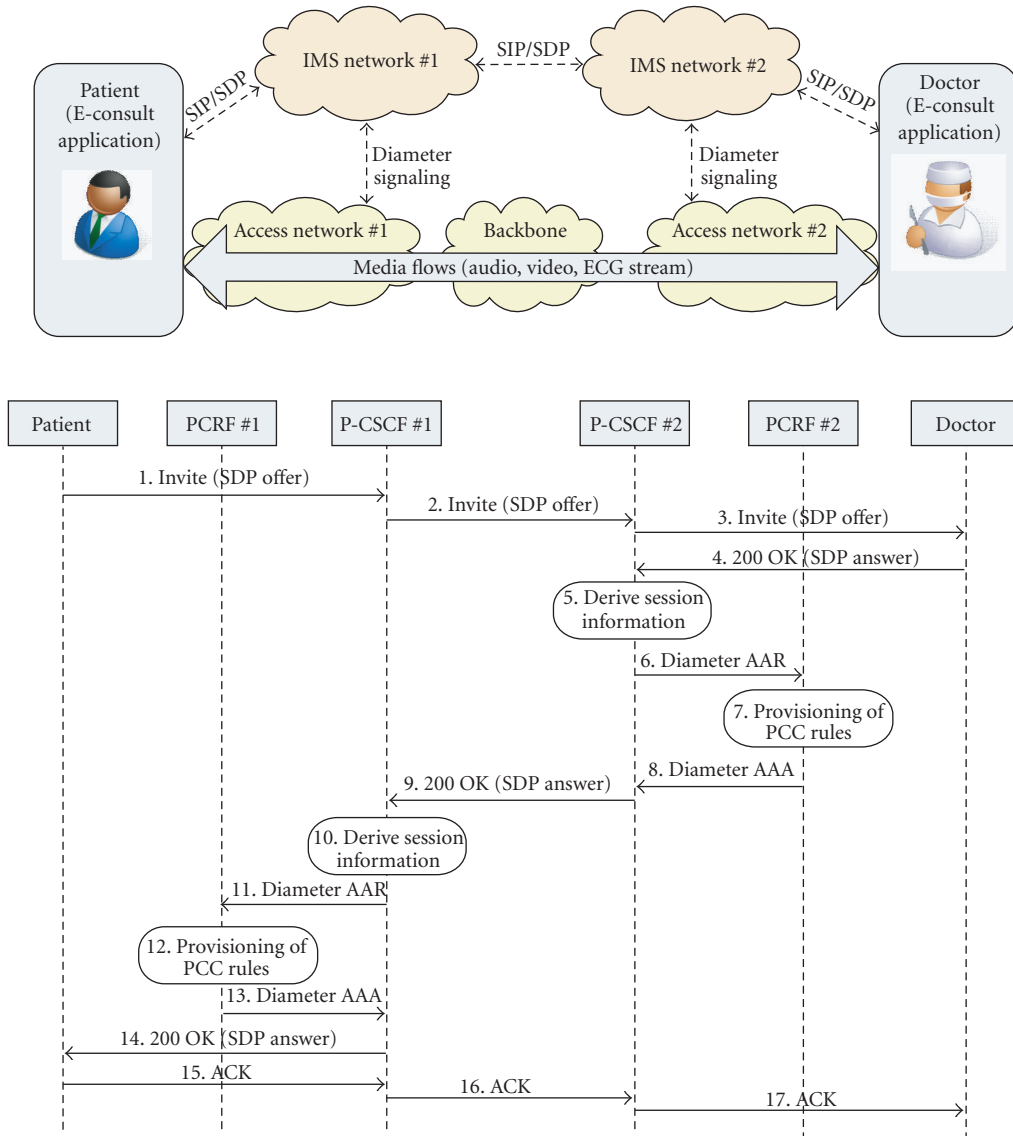 Patient
(E-consult
application)
SIP/SDP
IMS network #1
SIP/SDP
IMS network #2
SIP/SDP
Doctor
(E-consult
application)
Diameter
signaling
Diameter
signaling
Access network #1
Backbone
Access network #2
Media flows (audio, video, ECG stream)
Patient
PCRF #1
P-CSCF #1
P-CSCF #2
PCRF #2
Doctor
1. Invite (SDP offer)
2. Invite (SDP offer)
3. Invite (SDP offer)
4. 200 OK (SDP answer)
5. Derive session
information
6. Diameter AAR
7. Provisioning of
PCC rules
8. Diameter AAA
9. 200 OK (SDP answer)
10. Derive session
information
11. Diameter AAR
12. Provisioning of
PCC rules
13. Diameter AAA
14. 200 OK (SDP answer)
15. ACK
16. ACK
17. ACK